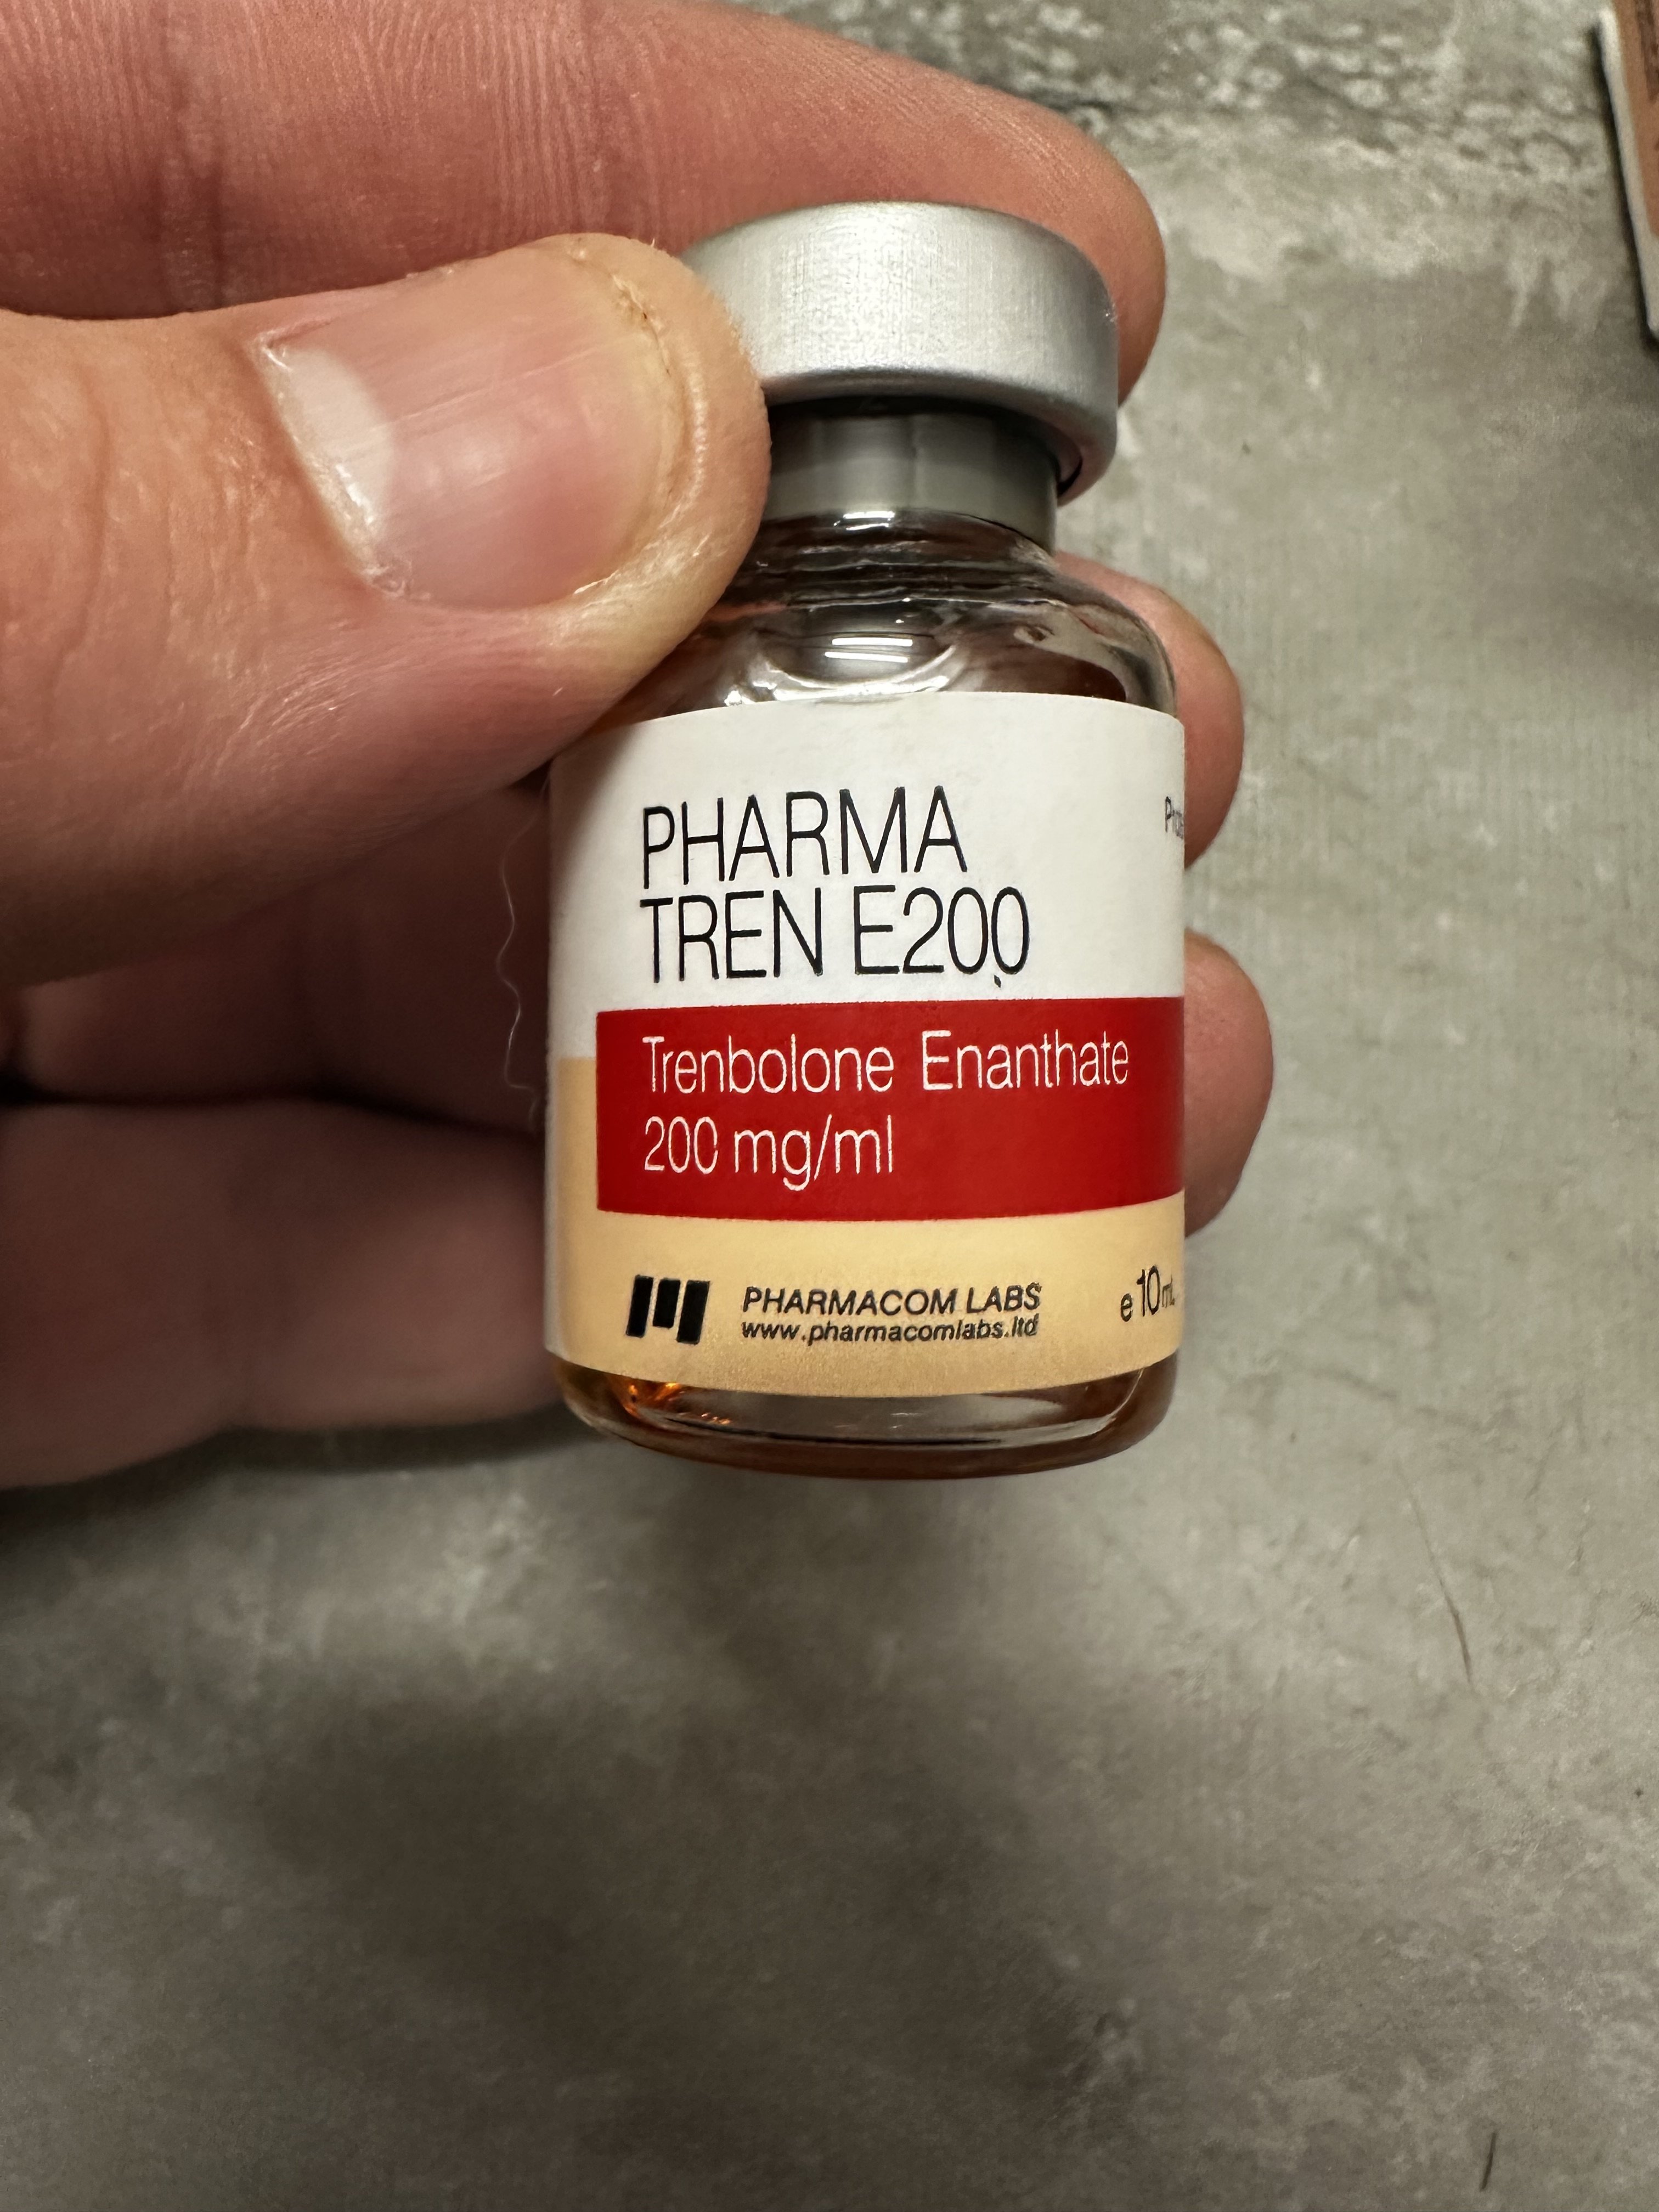 PHARMA
TREN E200
Trenbolone Enanthate
200 mg/ml
PHARMACOM LABS
www.pharmacomlabs.ltd
e 10 ml